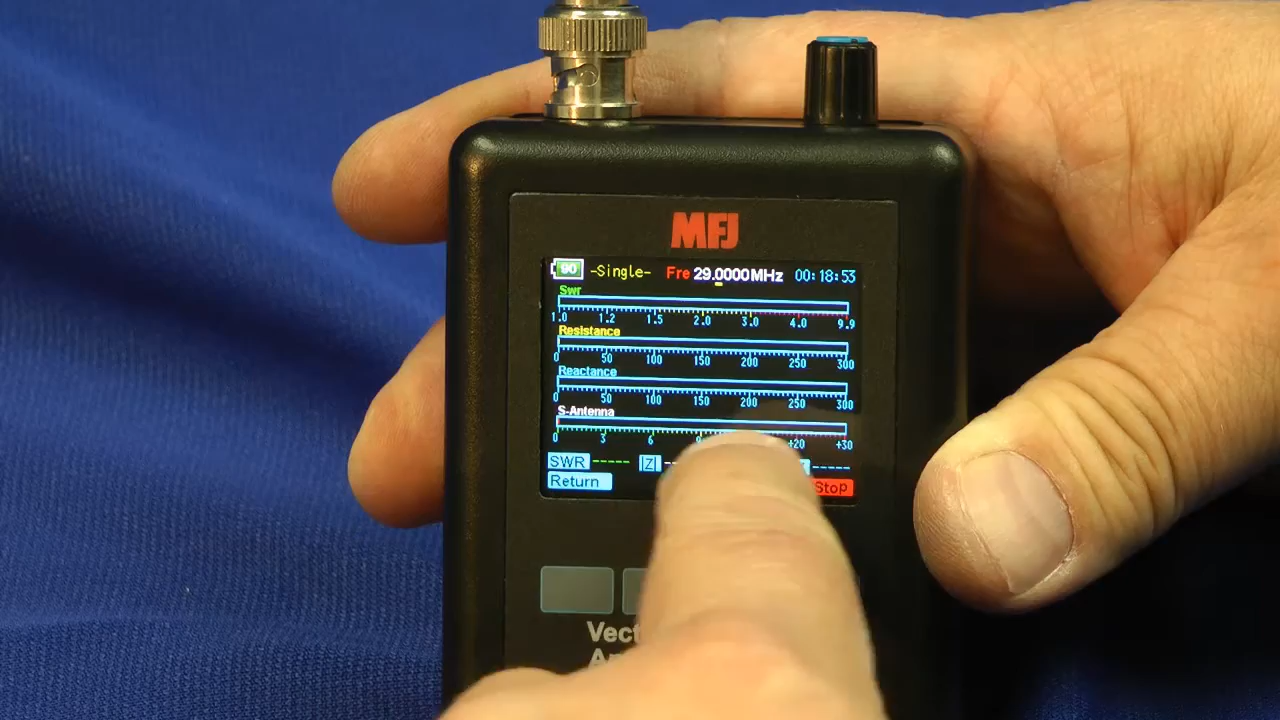 MFJ
90 -Single- Fre 29.0000MHz 00:18:53
Swr
1.0 1.2 1.5 2.0 3.0 4.0 9.9
Resistance
0 50 100 150 200 250 300
Reactance
0 50 100 150 200 250 300
S-Antenna
0 3 6 9 +20 +30
SWR ---- |Z|
Return Stop